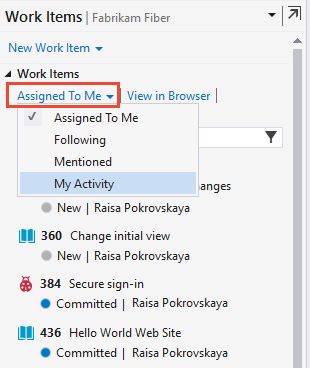 Work Items | Fabrikam Fiber
New Work Item
Work Items
Assigned To Me | View in Browser |
Assigned To Me
Following
Mentioned
My Activity
anges
New | Raisa Pokrovskaya
360 Change initial view
New | Raisa Pokrovskaya
384 Secure sign-in
Committed | Raisa Pokrovskaya
436 Hello World Web Site
Committed | Raisa Pokrovskaya